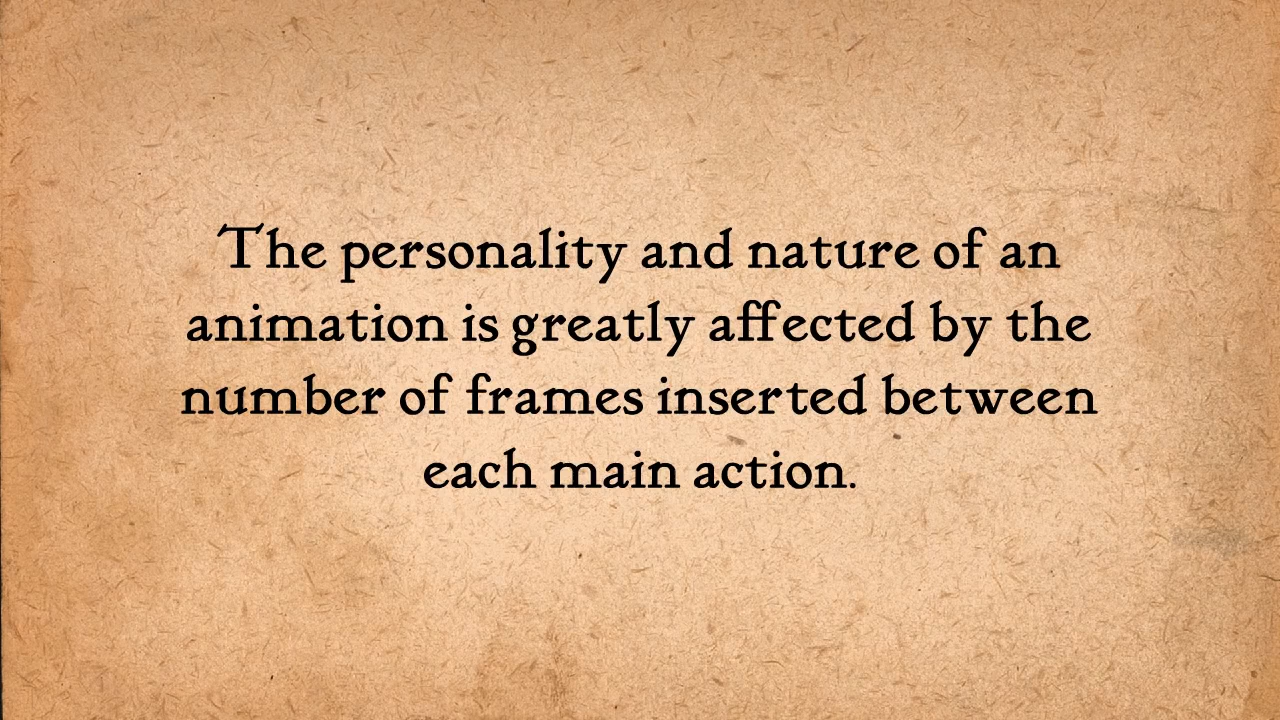 The personality and nature of an
animation is greatly affected by the
number of frames inserted between
each main action.